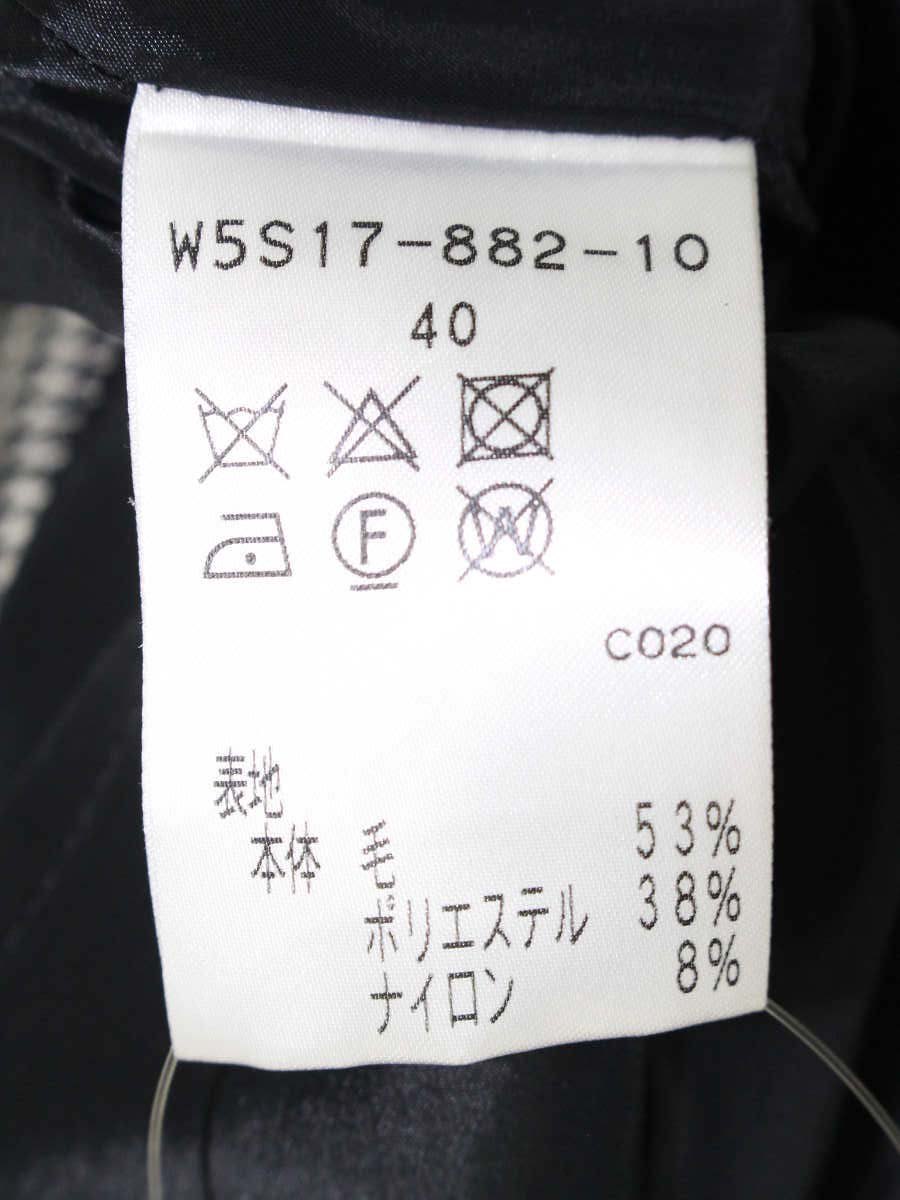 W5S17-882-10
40
W
F
C020
表地
本体 毛 53%
ポリエステル 38%
ナイロン 8%